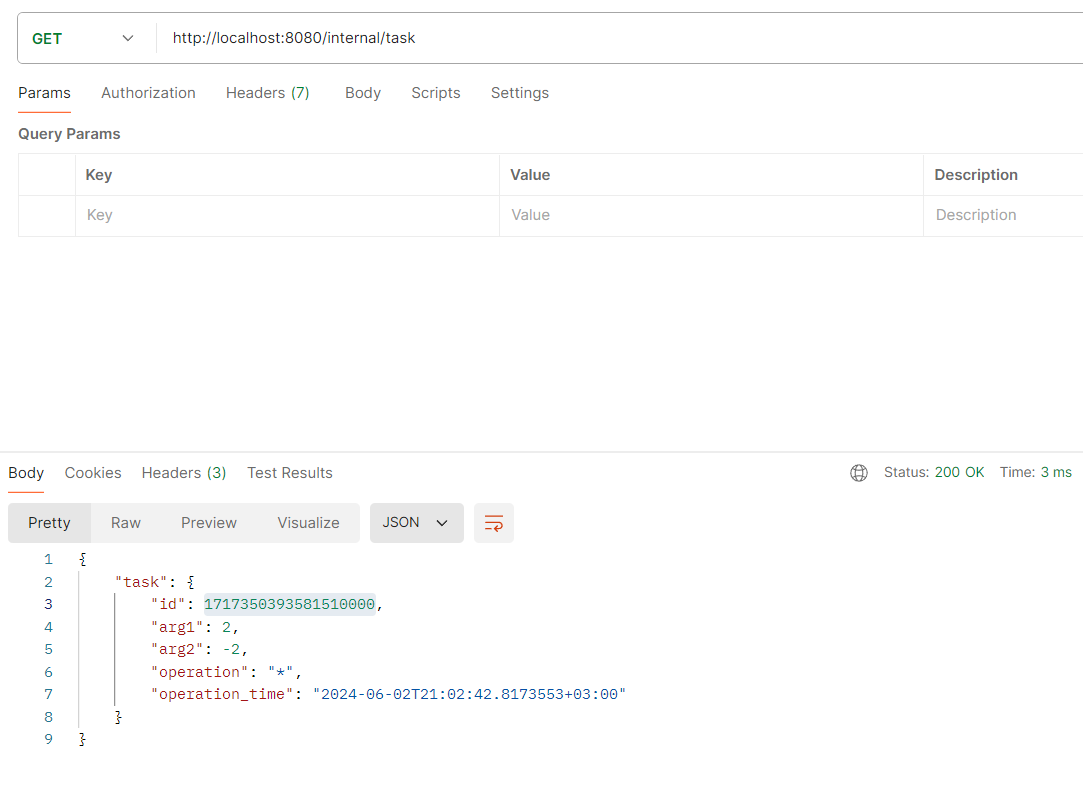 GET http://localhost:8080/internal/task
Params Authorization Headers (7) Body Scripts Settings
Query Params
Key Value Description
Key Value Description
Body Cookies Headers (3) Test Results Status: 200 OK Time: 3 ms
Pretty Raw Preview Visualize JSON
1 {
2 "task": {
3 "id": 1717350393581510000,
4 "arg1": 2,
5 "arg2": -2,
6 "operation": "*",
7 "operation_time": "2024-06-02T21:02:42.8173553+03:00"
8 }
9 }